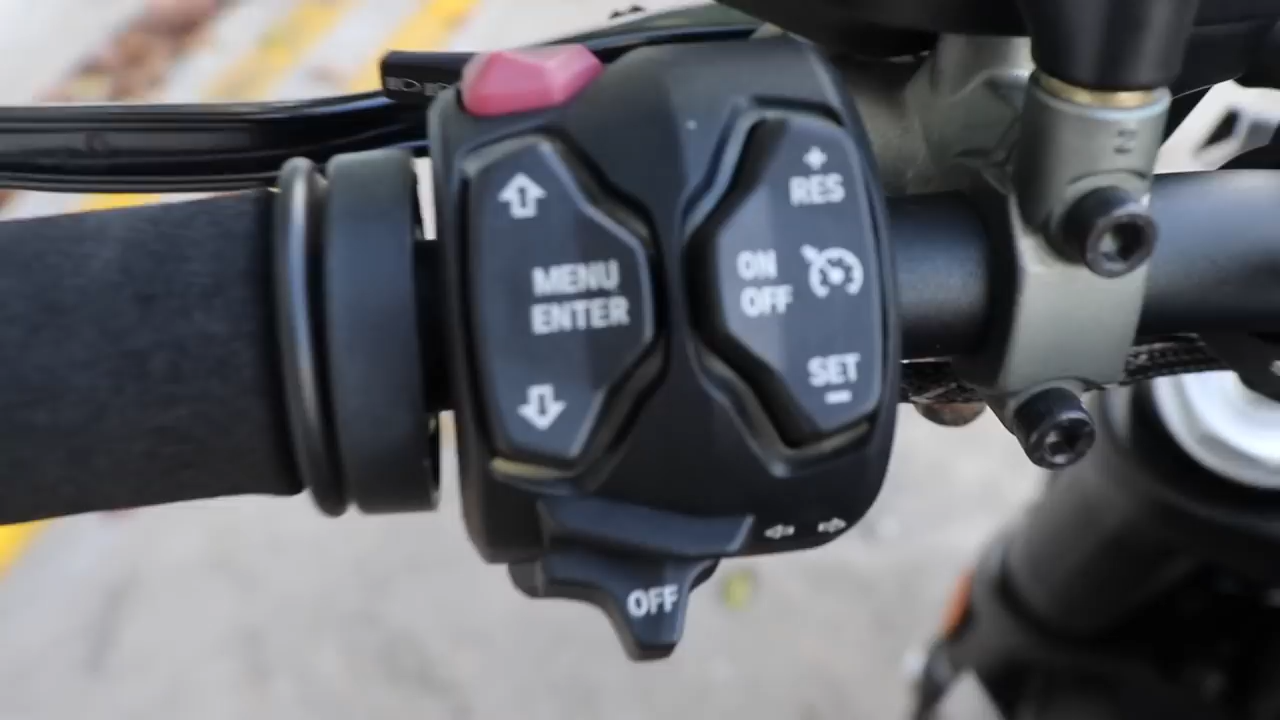 +
RES
MENU
ENTER
ON
OFF
SET
-
OFF